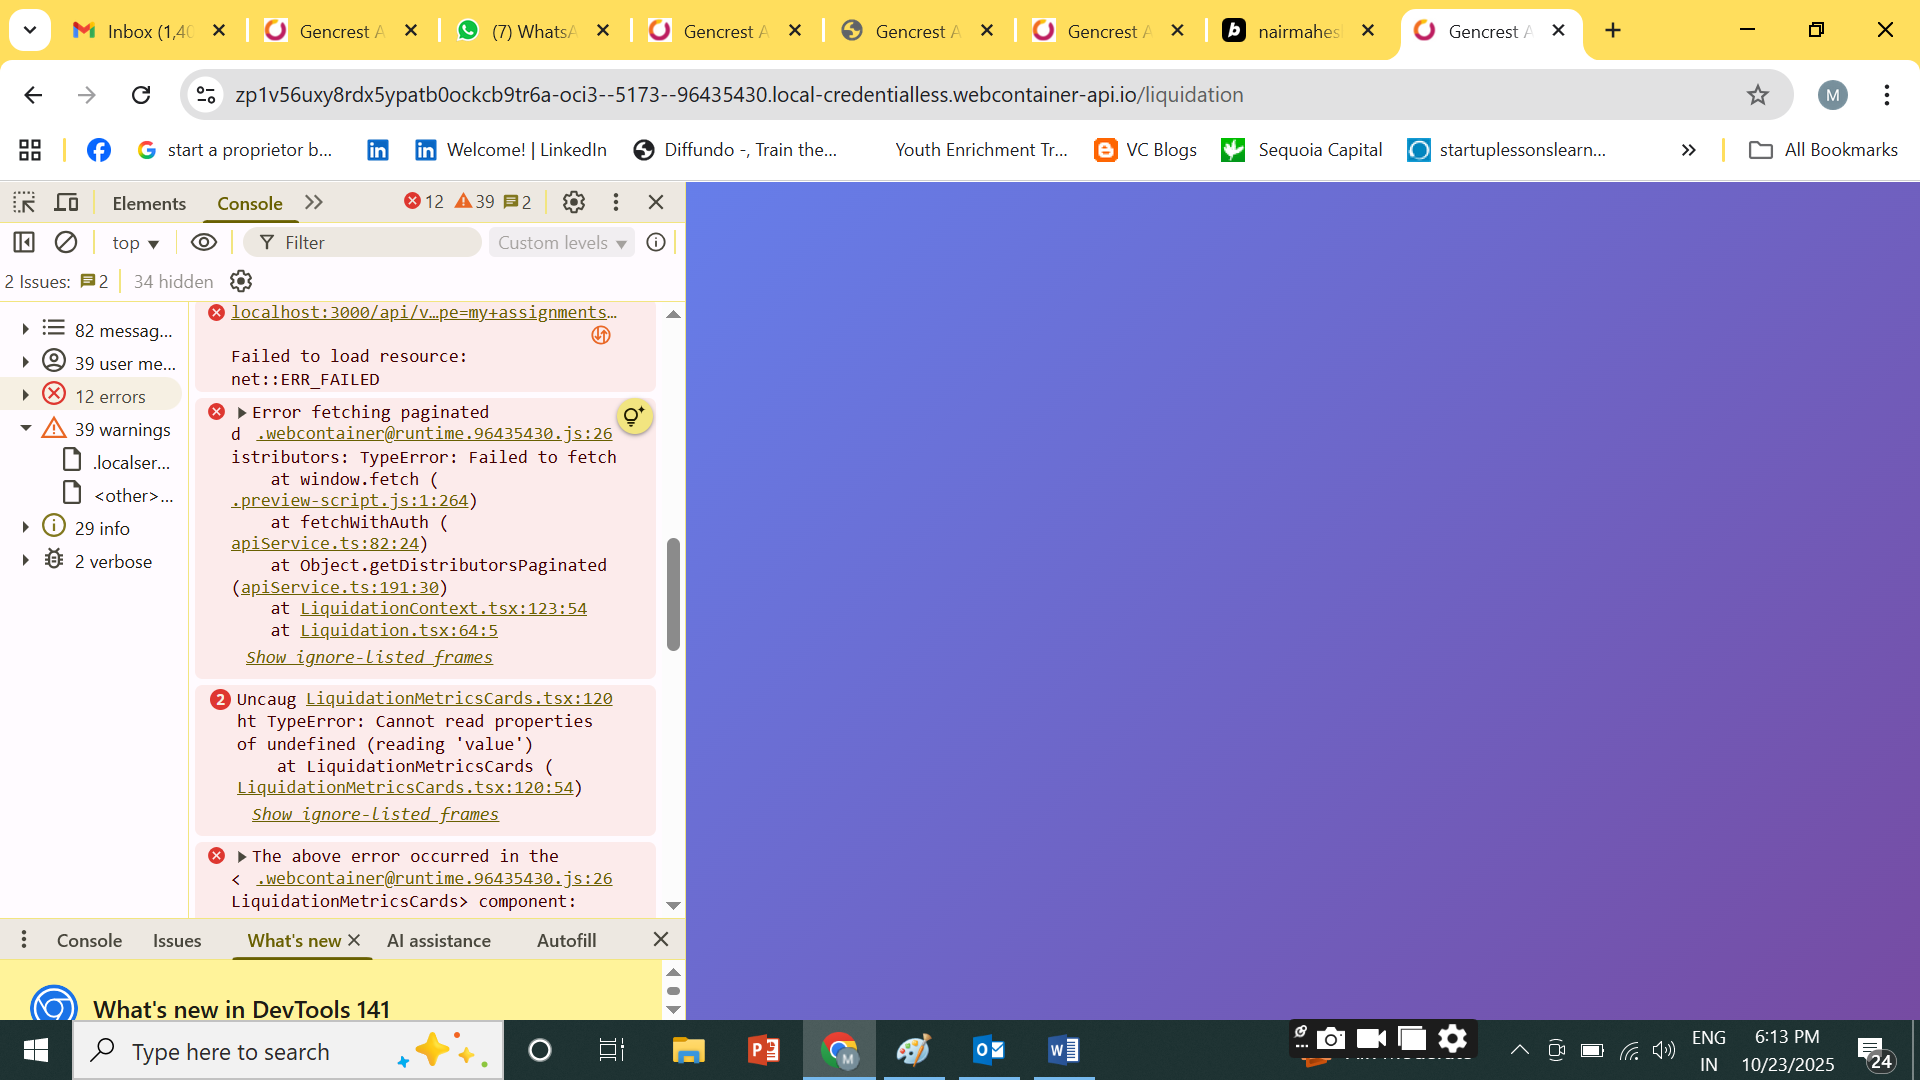 Inbox (1,40
Gencrest A
(7) WhatsA
Gencrest A
Gencrest A
Gencrest A
nairmahes
Gencrest A
zp1v56uxy8rdx5ypatb0ockcb9tr6a-oci3--5173--96435430.local-credentialless.webcontainer-api.io/liquidation
M
start a proprietor b...
Welcome! | LinkedIn
Diffundo -, Train the...
Youth Enrichment Tr...
VC Blogs
Sequoia Capital
startuplessonslearn...
All Bookmarks
Elements
Console
12
39
2
top
Filter
Custom levels
2 Issues:
2
34 hidden
82 messag...
39 user me...
12 errors
39 warnings
.localser...
<other>...
29 info
2 verbose
localhost:3000/api/v…pe=my+assignments…
Failed to load resource:
net::ERR_FAILED
Error fetching paginated
d .webcontainer@runtime.96435430.js:26
istributors: TypeError: Failed to fetch
at window.fetch (
.preview-script.js:1:264)
at fetchWithAuth (
apiService.ts:82:24)
at Object.getDistributorsPaginated
(apiService.ts:191:30)
at LiquidationContext.tsx:123:54
at Liquidation.tsx:64:5
Show ignore-listed frames
2 Uncaug LiquidationMetricsCards.tsx:120
ht TypeError: Cannot read properties
of undefined (reading 'value')
at LiquidationMetricsCards (
LiquidationMetricsCards.tsx:120:54)
Show ignore-listed frames
The above error occurred in the
< .webcontainer@runtime.96435430.js:26
LiquidationMetricsCards> component:
Console
Issues
What's new
AI assistance
Autofill
What's new in DevTools 141
Type here to search
ENG
IN
6:13 PM
10/23/2025
24